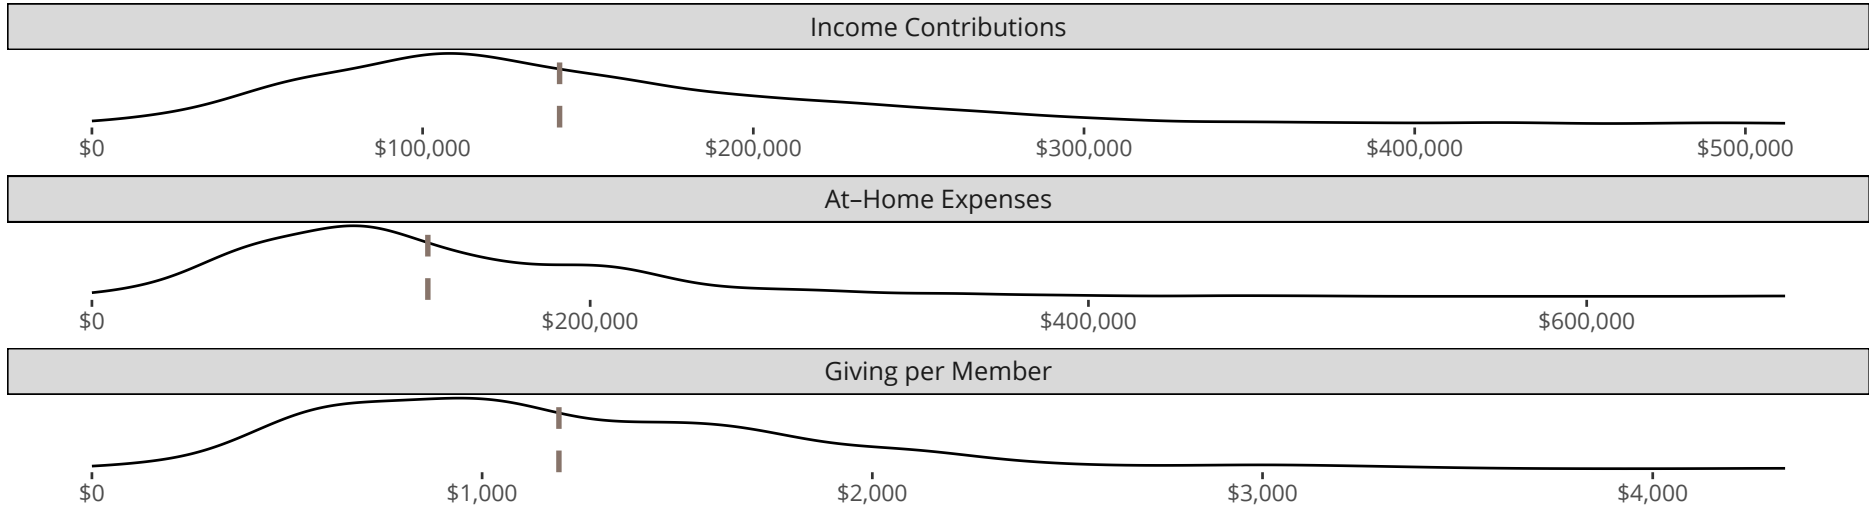 Income Contributions
$0 $100,000 $200,000 $300,000 $400,000 $500,000
At–Home Expenses
$0 $200,000 $400,000 $600,000
Giving per Member
$0 $1,000 $2,000 $3,000 $4,000